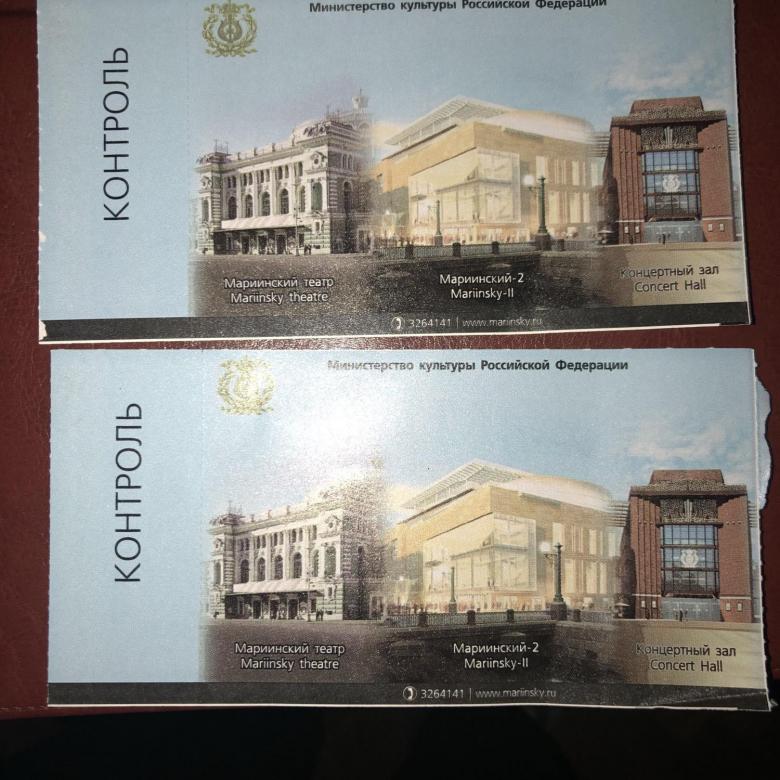 Министерство культуры Российской Федерации
КОНТРОЛЬ
Мариинский театр
Mariinsky theatre
Мариинский-2
Mariinsky-II
Концертный зал
Concert Hall
3264141 | www.mariinsky.ru
Министерство культуры Российской Федерации
КОНТРОЛЬ
Мариинский театр
Mariinsky theatre
Мариинский-2
Mariinsky-II
Концертный зал
Concert Hall
3264141 | www.mariinsky.ru